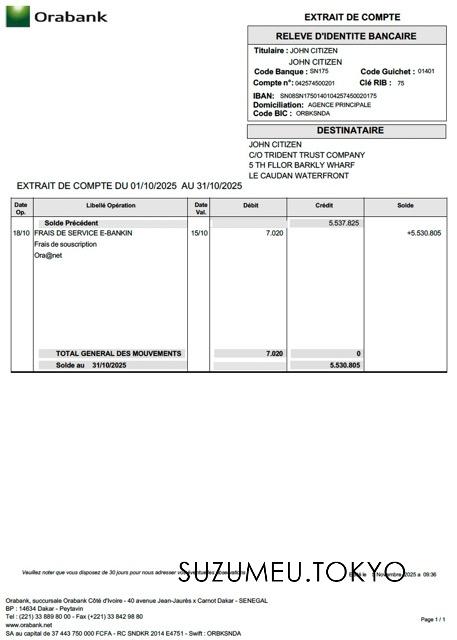 Orabank
EXTRAIT DE COMPTE
RELEVE D'IDENTITE BANCAIRE
Titulaire : JOHN CITIZEN
JOHN CITIZEN
Code Banque : SN175 Code Guichet : 01401
Compte n°: 042574500201 Clé RIB : 75
IBAN: SN08SN17501401042574500020175
Domiciliation: AGENCE PRINCIPALE
Code BIC : ORBKSNDA
DESTINATAIRE
JOHN CITIZEN
C/O TRIDENT TRUST COMPANY
5 TH FLLOR BARKLY WHARF
LE CAUDAN WATERFRONT
EXTRAIT DE COMPTE DU 01/10/2025 AU 31/10/2025
Date Op. Libellé Opération Date Val. Débit Crédit Solde
Solde Précédent 5.537.825
18/10 FRAIS DE SERVICE E-BANKIN 15/10 7.020 +5.530.805
Frais de souscription
Ora@net
TOTAL GENERAL DES MOUVEMENTS 7.020 0
Solde au 31/10/2025 5.530.805
Veuillez noter que vous disposez de 30 jours pour nous adresser vos éventuelles observations
Novembre 2025 a 09:36
SUZUMEU.TOKYO
Orabank, succursale Orabank Côte d'Ivoire - 40 avenue Jean-Jaurès x Carnot Dakar - SENEGAL
BP : 14634 Dakar - Peytavin
Tel : (221) 33 889 80 00 - Fax (+221) 33 842 98 80
www.orabank.net
Page 1 / 1
SA au capital de 37 443 750 000 FCFA - RC SNDKR 2014 E4751 - Swift : ORBKSNDA